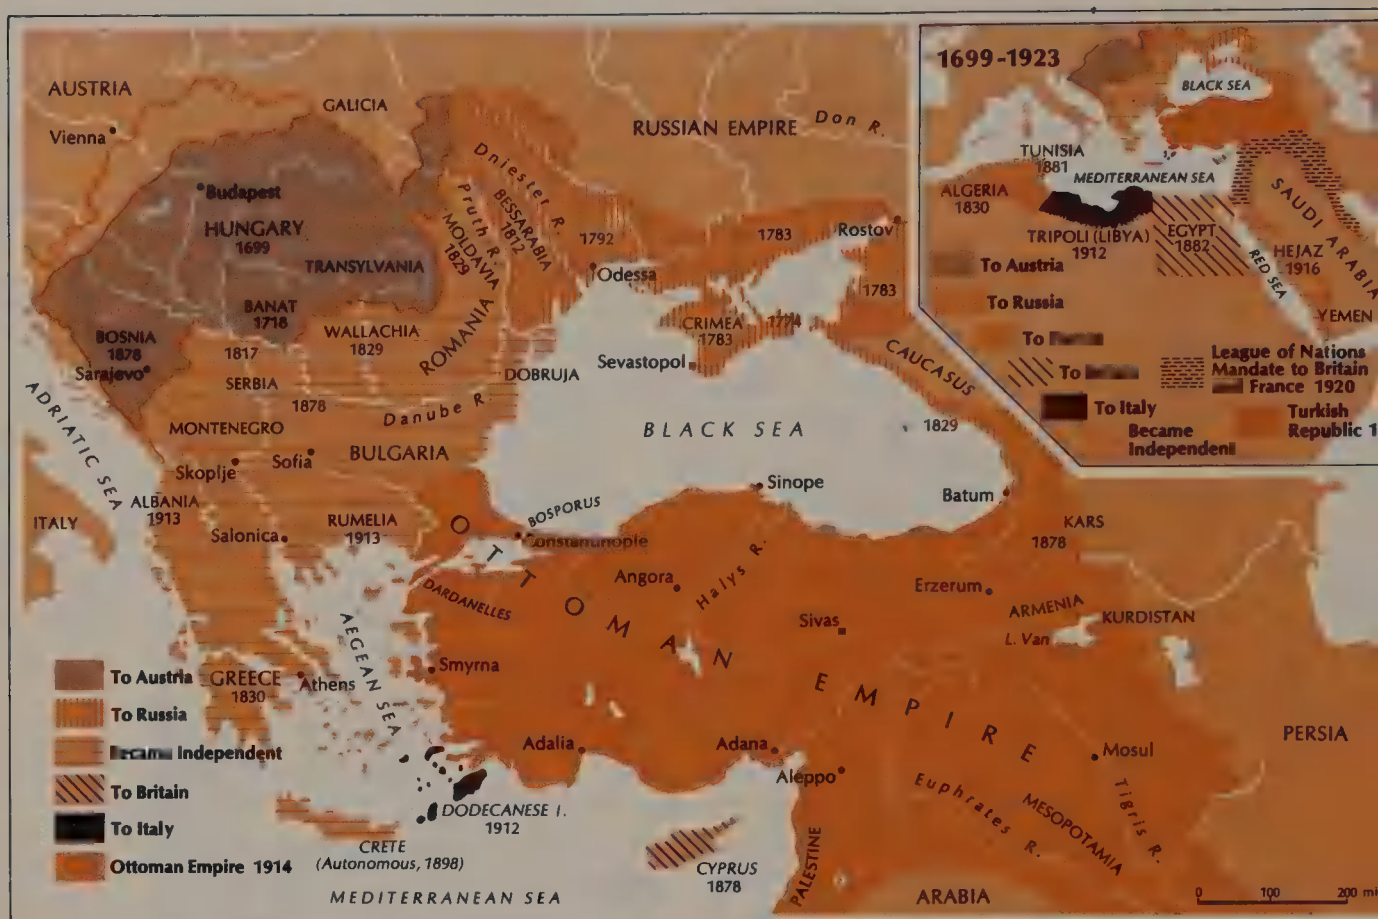 AUSTRIA
Vienna
GALICIA
RUSSIAN EMPIRE
Don R.
Budapest
HUNGARY
1699
TRANSYLVANIA
BANAT
1718
BOSNIA
1878
Sarajevo
1817
SERBIA
1878
WALLACHIA
1829
ROMANIA
Dniester R.
BESSARABIA
1812
Pruth R.
MOLDAVIA
1829
1792
Odessa
1783
Rostov
1783
CRIMEA
1783
1774
Sevastopol
CAUCASUS
1829
DOBRUJA
Danube R.
ADRIATIC SEA
MONTENEGRO
Skoplje
Sofia
BULGARIA
BLACK SEA
Sinope
Batum
ALBANIA
1913
ITALY
Salonica
RUMELIA
1913
BOSPORUS
KARS
1878
DARDANELLES
Angora
Halys R.
Sivas
Erzerum
ARMENIA
L. Van
KURDISTAN
OTTOMAN EMPIRE
AEGEAN SEA
Smyrna
GREECE
1830
Athens
Adalia
Adana
Aleppo
Mosul
PERSIA
Euphrates R.
MESOPOTAMIA
Tigris R.
DODECANESE I.
1912
CRETE
(Autonomous, 1898)
CYPRUS
1878
PALESTINE
ARABIA
MEDITERRANEAN SEA
0 100 200 mi
To Austria
To Russia
Independent
To Britain
To Italy
Ottoman Empire 1914
1699-1923
BLACK SEA
TUNISIA
1881
MEDITERRANEAN SEA
ALGERIA
1830
TRIPOLI (LIBYA)
1912
EGYPT
1882
SAUDI ARABIA
HEJAZ
1916
RED SEA
YEMEN
To Austria
To Russia
To
To
To Italy
Became
Independent
League of Nations
Mandate to Britain
France 1920
Turkish
Republic 1